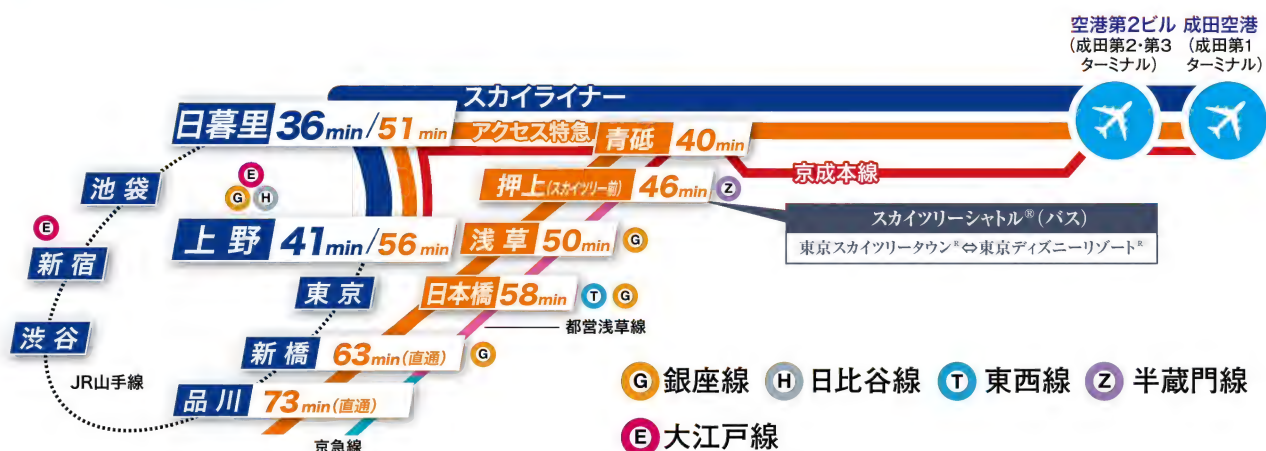 空港第2ビル 成田空港
(成田第2・第3
ターミナル)
(成田第1
ターミナル)
スカイライナー
日暮里 36min/51min
アクセス特急
青砥 40min
京成本線
池袋
E
G H
押上(スカイツリー前) 46min Z
スカイツリーシャトル®(バス)
東京スカイツリータウン®⇔東京ディズニーリゾート®
E
新宿
上野 41min/56min
浅草 50min G
東京
日本橋 58min T G
渋谷
都営浅草線
新橋 63min(直通) G
JR山手線
品川 73min(直通)
京急線
G 銀座線 H 日比谷線 T 東西線 Z 半蔵門線
E 大江戸線